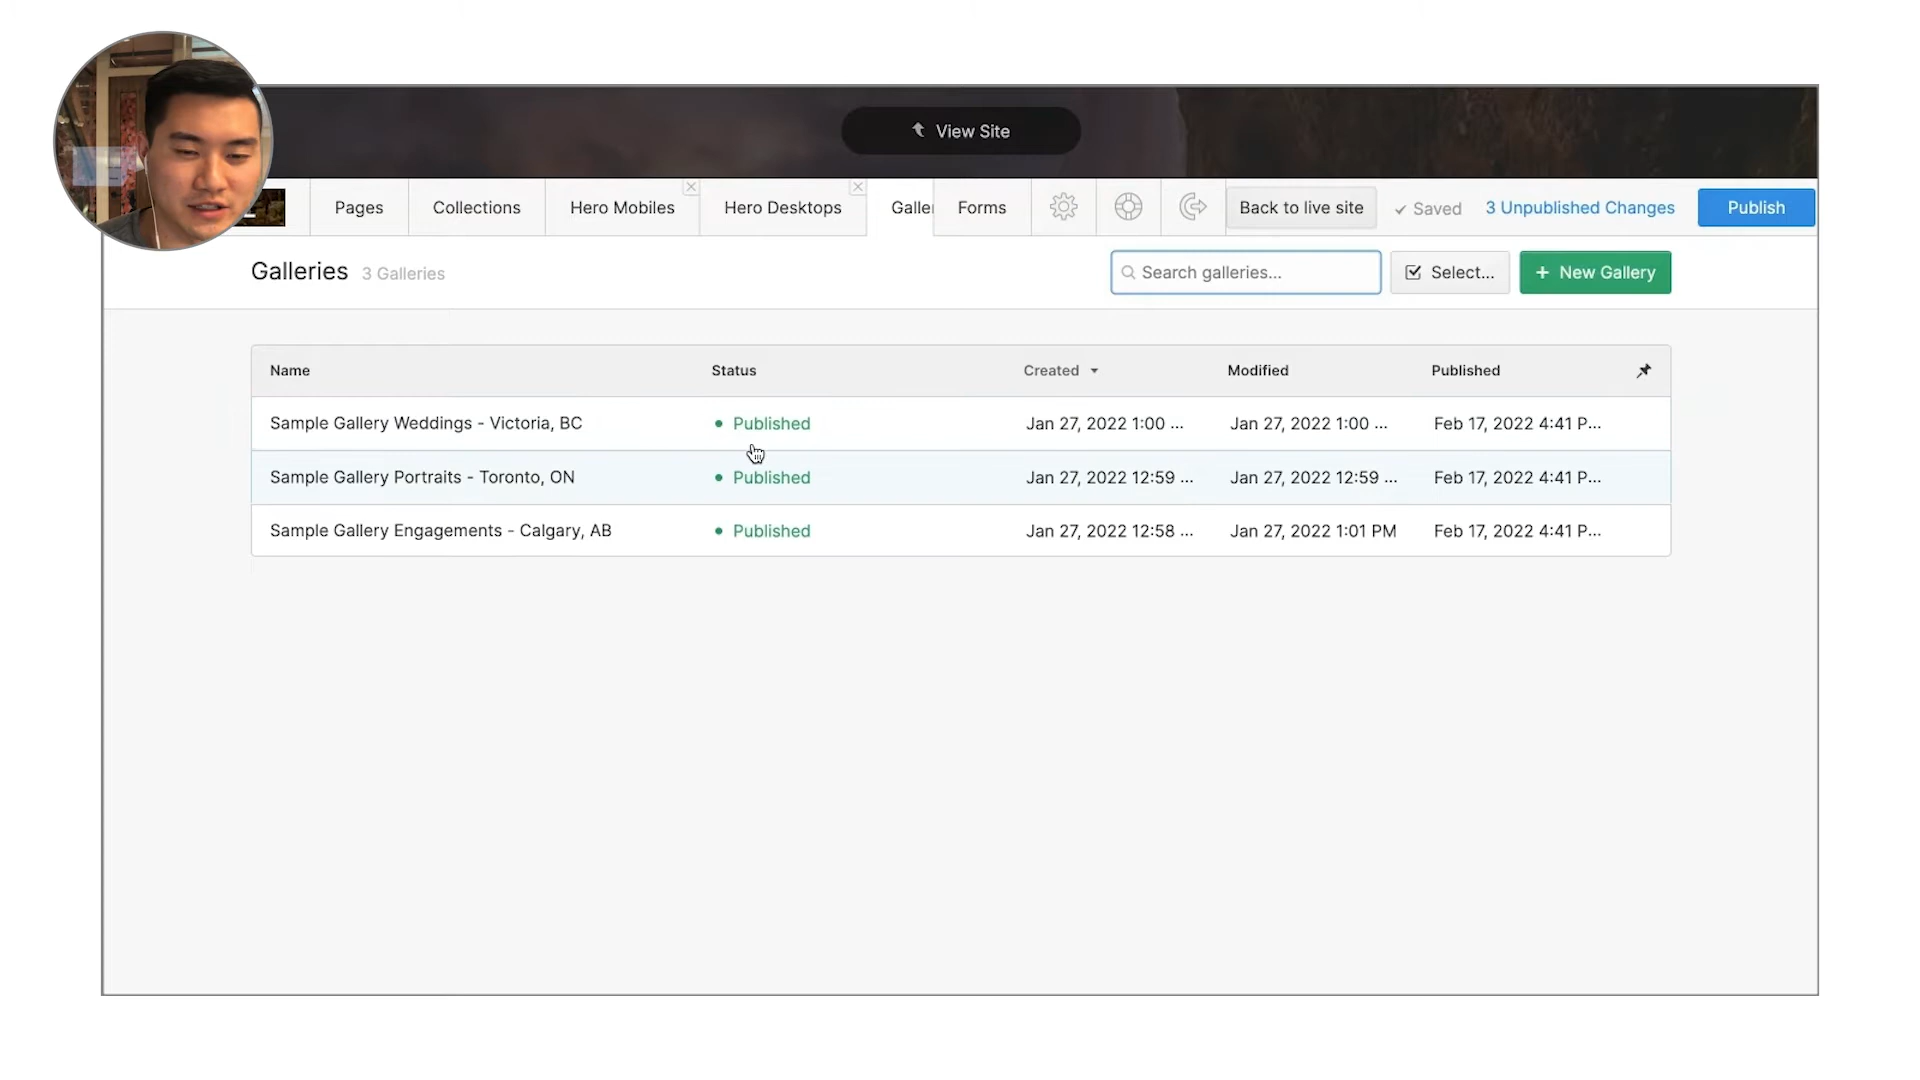 View Site
Pages Collections Hero Mobiles Hero Desktops Galler Forms Back to live site Saved 3 Unpublished Changes Publish
Galleries 3 Galleries Search galleries... Select... New Gallery
Name Status Created Modified Published
Sample Gallery Weddings - Victoria, BC Published Jan 27, 2022 1:00 ... Jan 27, 2022 1:00 ... Feb 17, 2022 4:41 P...
Sample Gallery Portraits - Toronto, ON Published Jan 27, 2022 12:59 ... Jan 27, 2022 12:59 ... Feb 17, 2022 4:41 P...
Sample Gallery Engagements - Calgary, AB Published Jan 27, 2022 12:58 ... Jan 27, 2022 1:01 PM Feb 17, 2022 4:41 P...